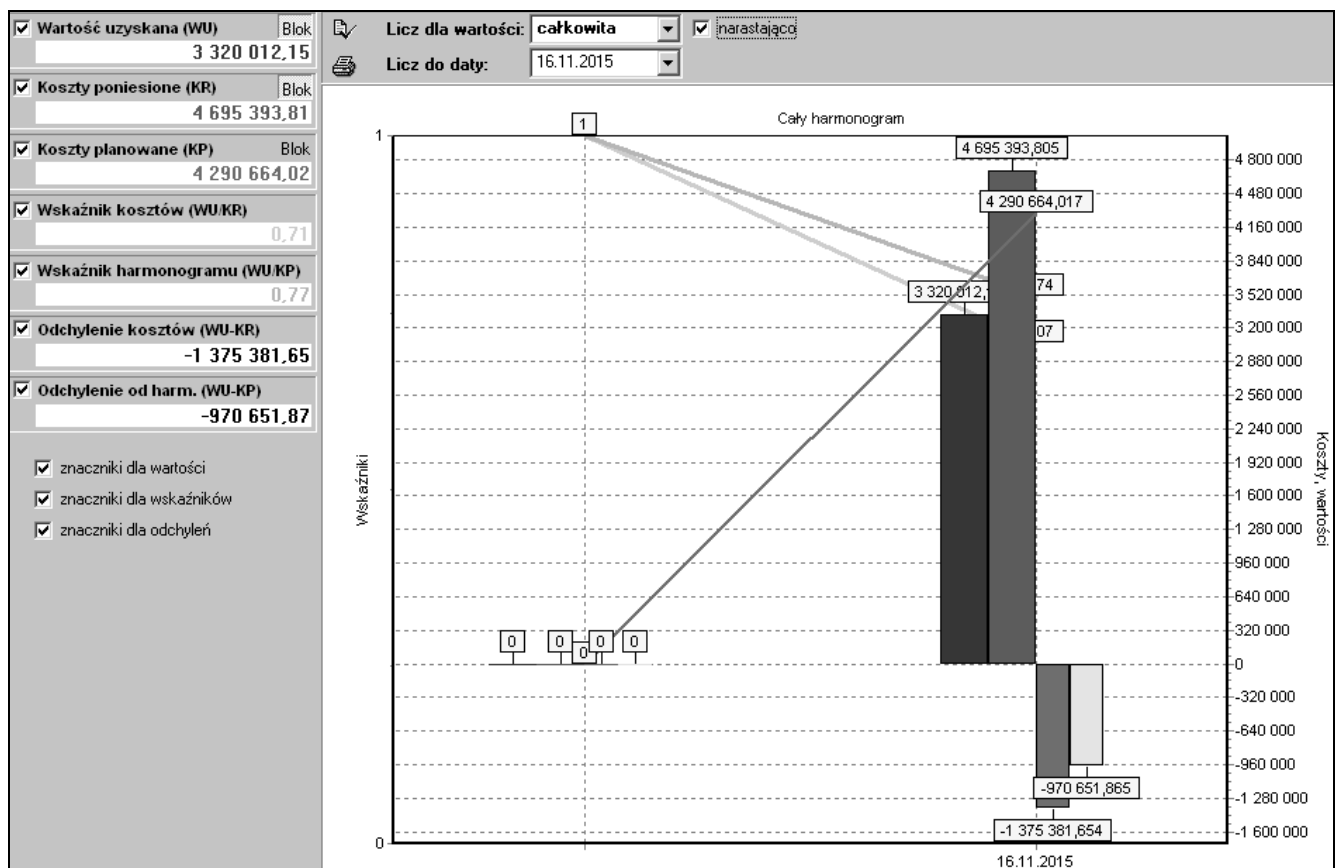 Wartość uzyskana (WU) Blok
3 320 012,15
Koszty poniesione (KR) Blok
4 695 393,81
Koszty planowane (KP) Blok
4 290 664,02
Wskaźnik kosztów (WU/KR)
0,71
Wskaźnik harmonogramu (WU/KP)
0,77
Odchylenie kosztów (WU-KR)
-1 375 381,65
Odchylenie od harm. (WU-KP)
-970 651,87
znaczniki dla wartości
znaczniki dla wskaźników
znaczniki dla odchyleń
Licz dla wartości: całkowita narastająco
Licz do daty: 16.11.2015
Cały harmonogram
1
1
4 695 393,805
4 290 664,017
3 320 012,
74
07
0
0
0
0
0
-970 651,865
-1 375 381,654
0
16.11.2015
Wskaźniki
4 800 000
4 480 000
4 160 000
3 840 000
3 520 000
3 200 000
2 880 000
2 560 000
2 240 000
1 920 000
1 600 000
1 280 000
960 000
640 000
320 000
0
-320 000
-640 000
-960 000
-1 280 000
-1 600 000
Koszty, wartości